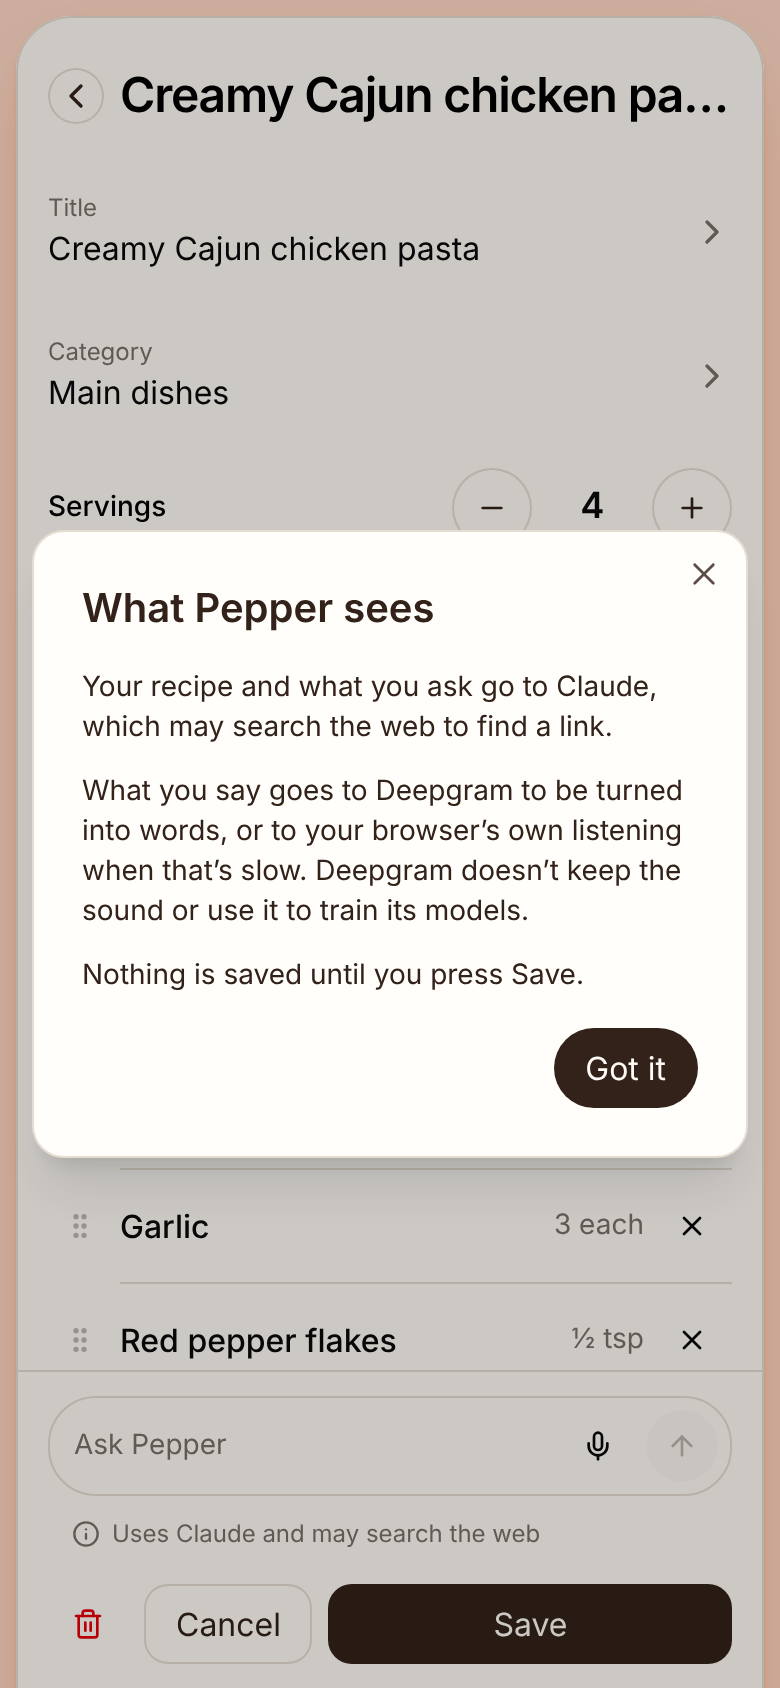 Creamy Cajun chicken pa…
Title
Creamy Cajun chicken pasta
Category
Main dishes
Servings
4
What Pepper sees
Your recipe and what you ask go to Claude,
which may search the web to find a link.
What you say goes to Deepgram to be turned
into words, or to your browser’s own listening
when that’s slow. Deepgram doesn’t keep the
sound or use it to train its models.
Nothing is saved until you press Save.
Got it
Garlic 3 each
Red pepper flakes ½ tsp
Ask Pepper
Uses Claude and may search the web
Cancel Save